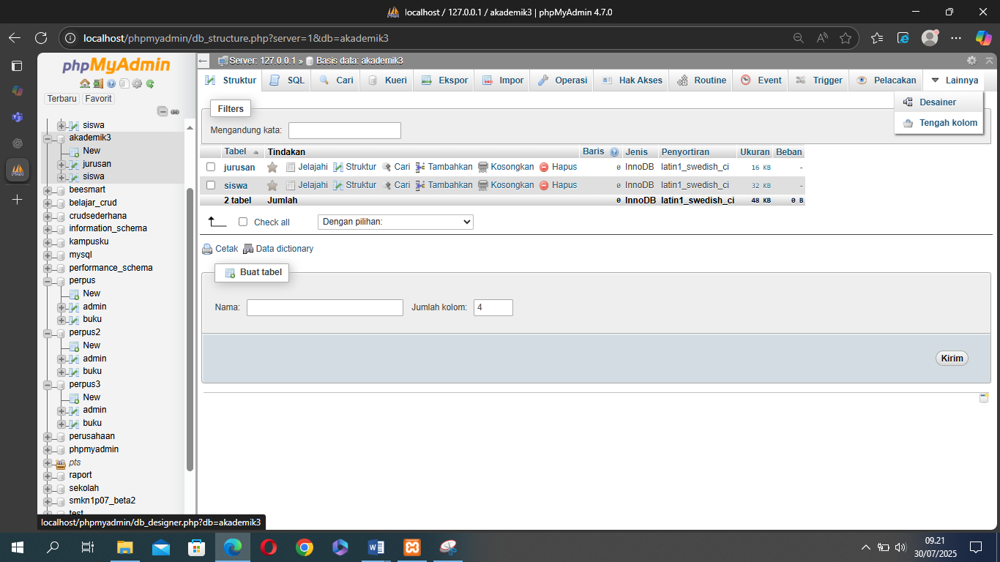 localhost / 127.0.0.1 / akademik3 | phpMyAdmin 4.7.0
localhost/phpmyadmin/db_structure.php?server=1&db=akademik3
phpMyAdmin
Terbaru Favorit
siswa
akademik3
New
jurusan
siswa
beesmart
belajar_crud
crudsederhana
information_schema
kampusku
mysql
performance_schema
perpus
New
admin
buku
perpus2
New
admin
buku
perpus3
New
admin
buku
perusahaan
phpmyadmin
pts
raport
sekolah
smkn1p07_beta2
test
localhost/phpmyadmin/db_designer.php?db=akademik3
Server: 127.0.0.1 » Basis data: akademik3
Struktur SQL Cari Kueri Ekspor Impor Operasi Hak Akses Routine Event Trigger Pelacakan Lainnya
Desainer
Tengah kolom
Filters
Mengandung kata:
Tabel Tindakan Baris Jenis Penyortiran Ukuran Beban
jurusan Jelajahi Struktur Cari Tambahkan Kosongkan Hapus 0 InnoDB latin1_swedish_ci 16 KB -
siswa Jelajahi Struktur Cari Tambahkan Kosongkan Hapus 0 InnoDB latin1_swedish_ci 32 KB -
2 tabel Jumlah 0 InnoDB latin1_swedish_ci 48 KB 0 B
Check all Dengan pilihan:
Cetak Data dictionary
Buat tabel
Nama: Jumlah kolom: 4
Kirim
09.21
30/07/2025